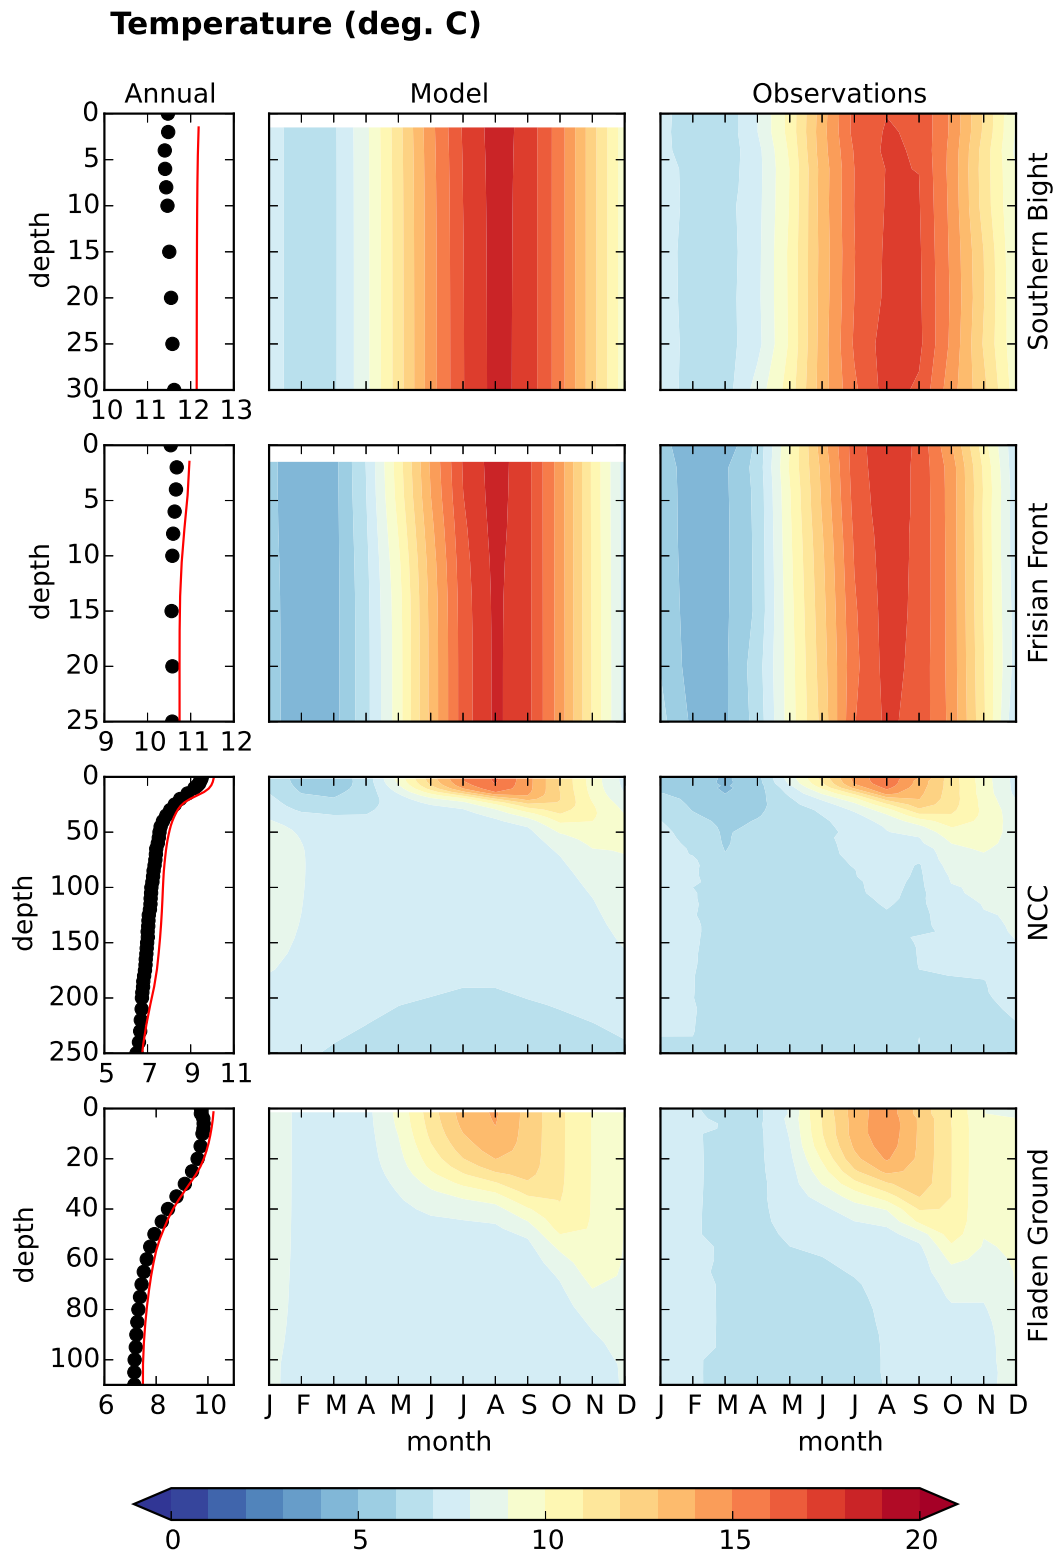 Temperature (deg. C)
Annual Model Observations
0
5
10
15
20
25
30
depth
10 11 12 13
Southern Bight
0
5
10
15
20
25
depth
9 10 11 12
Frisian Front
0
50
100
150
200
250
depth
5 7 9 11
NCC
0
20
40
60
80
100
depth
6 8 10
Fladen Ground
J F M A M J J A S O N D
J F M A M J J A S O N D
month month
0 5 10 15 20